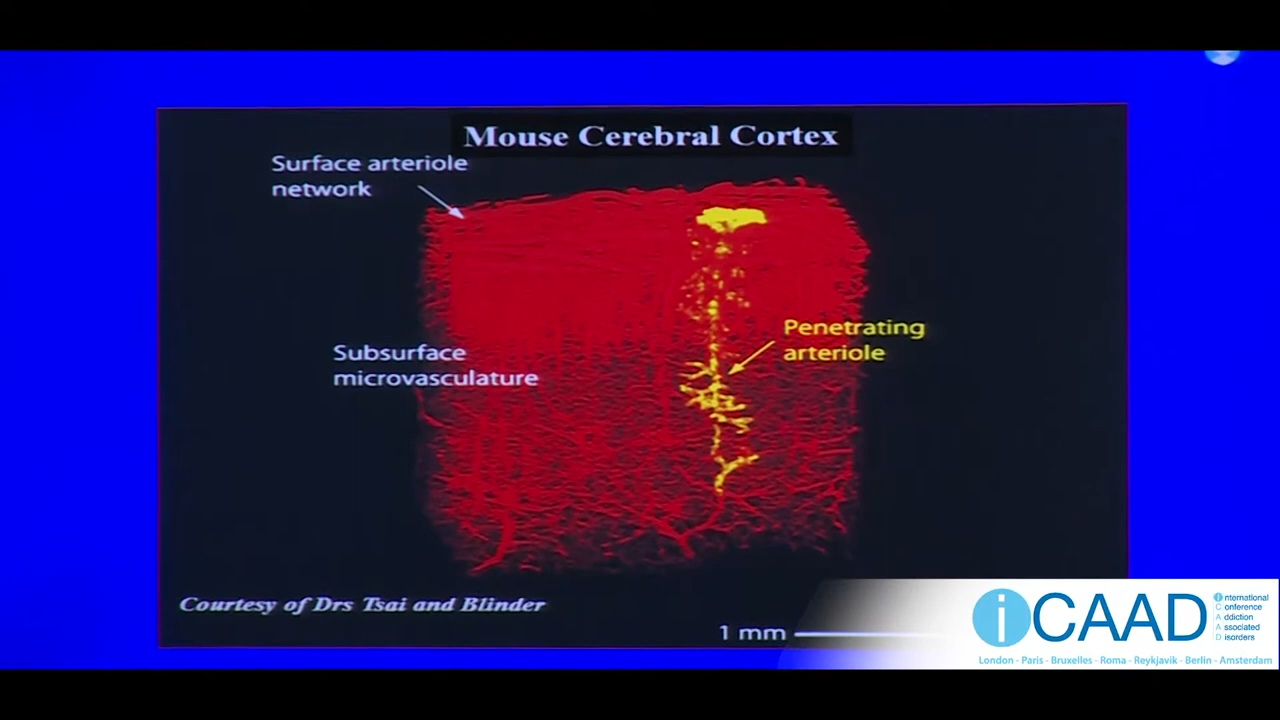 Mouse Cerebral Cortex
Surface arteriole
network
Penetrating
arteriole
Subsurface
microvasculature
Courtesy of Drs Tsai and Blinder
1 mm
iCAAD
international
Conference
Addiction
Associated
Disorders
London - Paris - Bruxelles - Roma - Reykjavik - Berlin - Amsterdam